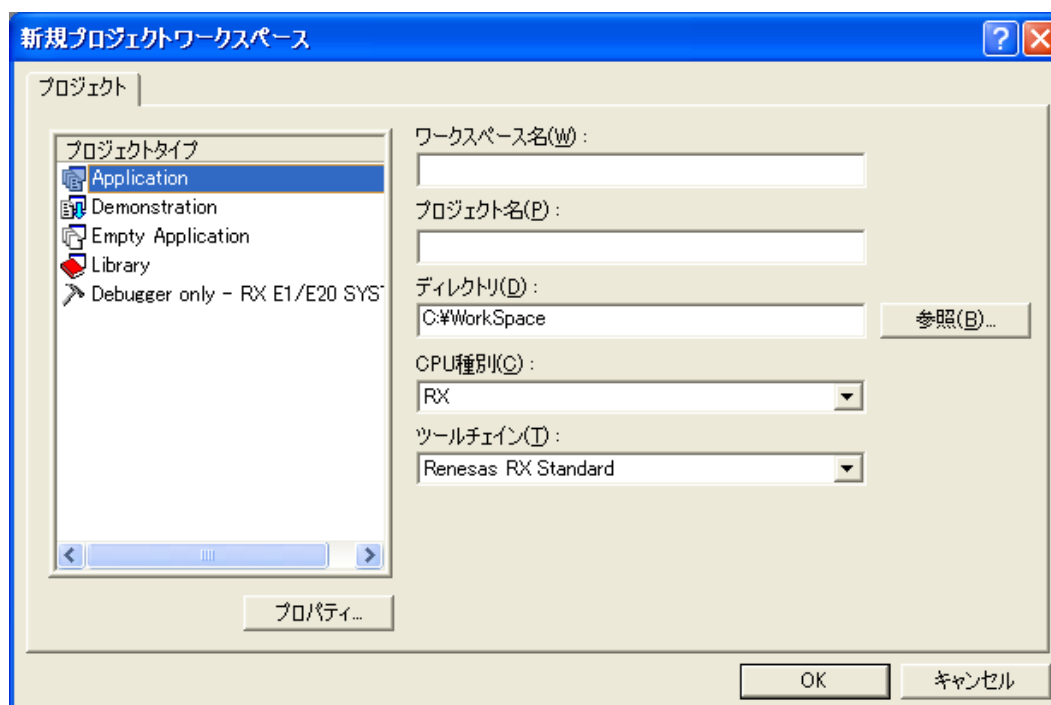 新規プロジェクトワークスペース
プロジェクト
プロジェクトタイプ
Application
Demonstration
Empty Application
Library
Debugger only - RX E1/E20 SYS
プロパティ...
ワークスペース名(W) :
プロジェクト名(P) :
ディレクトリ(D) :
C:¥WorkSpace
参照(B)...
CPU種別(C) :
RX
ツールチェイン(T) :
Renesas RX Standard
OK
キャンセル